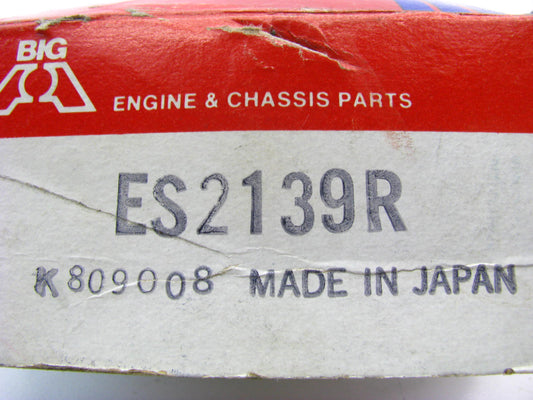 BIG
ENGINE & CHASSIS PARTS
ES2139R
K809008 MADE IN JAPAN